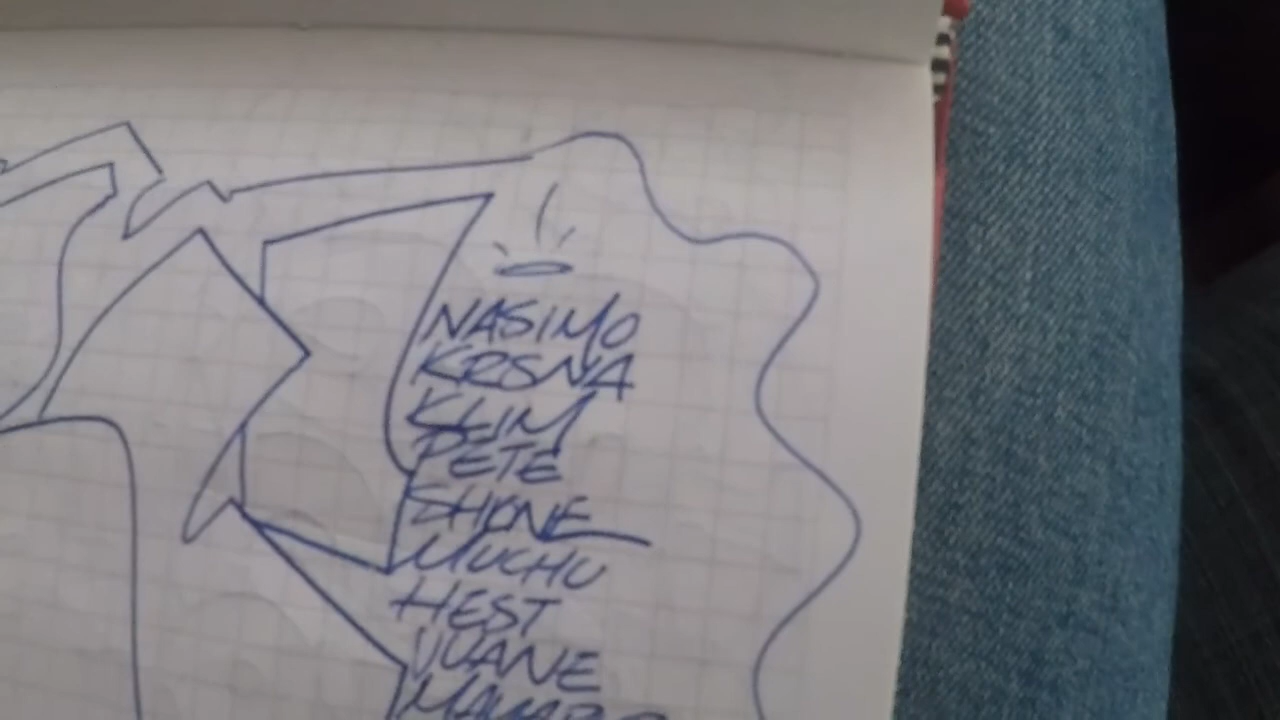 NASIMO
KRSNA
KLIM
PETE
SHONE
MUCHU
HEST
VUANE